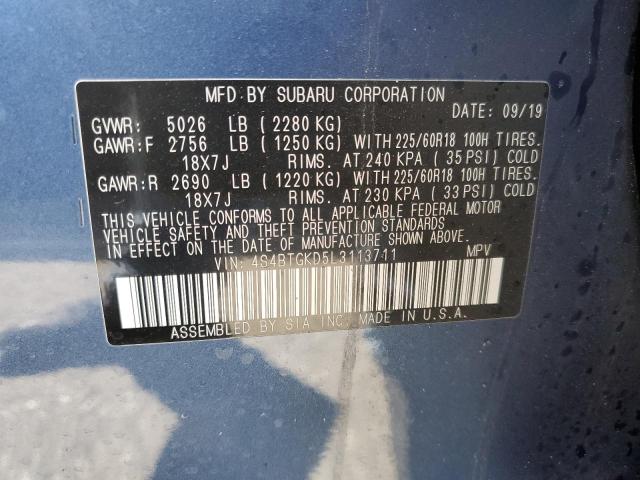 MFD BY SUBARU CORPORATION
DATE: 09/19
GVWR: 5026 LB ( 2280 KG)
GAWR:F 2756 LB ( 1250 KG) WITH 225/60R18 100H TIRES.
18X7J RIMS. AT 240 KPA ( 35 PSI) COLD
GAWR:R 2690 LB ( 1220 KG) WITH 225/60R18 100H TIRES.
18X7J RIMS. AT 230 KPA ( 33 PSI) COLD
THIS VEHICLE CONFORMS TO ALL APPLICABLE FEDERAL MOTOR
VEHICLE SAFETY AND THEFT PREVENTION STANDARDS
IN EFFECT ON THE DATE OF MANUFACTURE SHOWN ABOVE.
VIN: 4S4BTGKD5L3113711 MPV
ASSEMBLED BY SIA INC. MADE IN U.S.A.